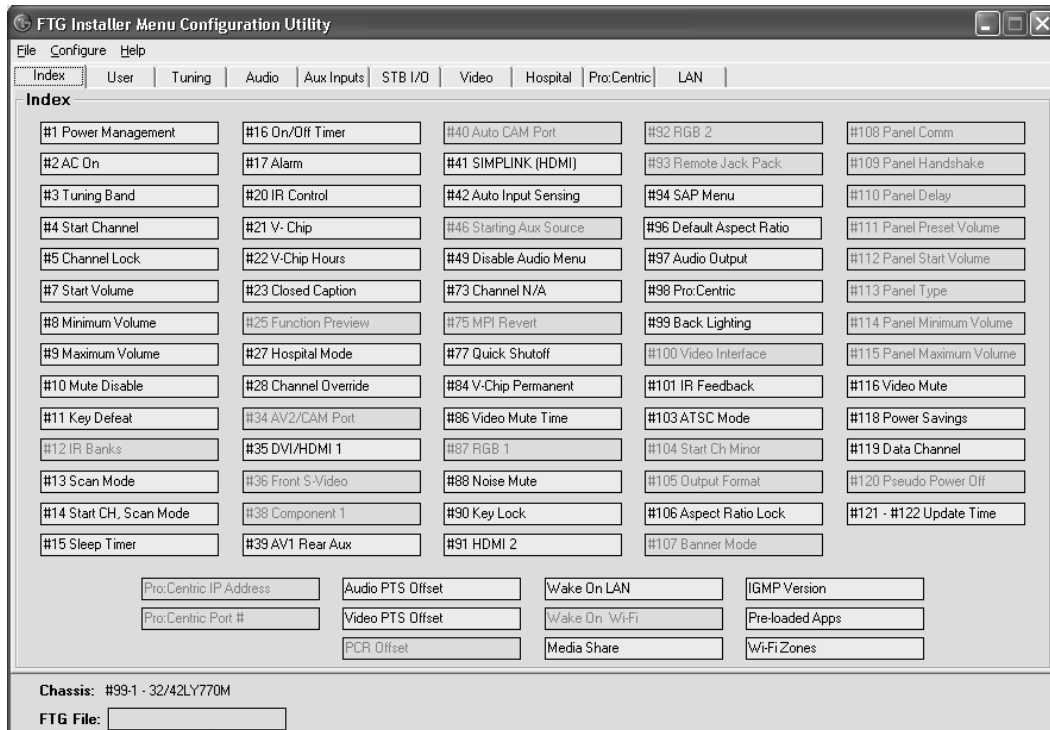 FTG Installer Menu Configuration Utility
File Configure Help
Index User Tuning Audio Aux Inputs STB I/O Video Hospital Pro:Centric LAN
Index
#1 Power Management #16 On/Off Timer #40 Auto CAM Port #92 RGB 2 #108 Panel Comm
#2 AC On #17 Alarm #41 SIMPLINK (HDMI) #93 Remote Jack Pack #109 Panel Handshake
#3 Tuning Band #20 IR Control #42 Auto Input Sensing #94 SAP Menu #110 Panel Delay
#4 Start Channel #21 V- Chip #46 Starting Aux Source #96 Default Aspect Ratio #111 Panel Preset Volume
#5 Channel Lock #22 V-Chip Hours #49 Disable Audio Menu #97 Audio Output #112 Panel Start Volume
#7 Start Volume #23 Closed Caption #73 Channel N/A #98 Pro:Centric #113 Panel Type
#8 Minimum Volume #25 Function Preview #75 MPI Revert #99 Back Lighting #114 Panel Minimum Volume
#9 Maximum Volume #27 Hospital Mode #77 Quick Shutoff #100 Video Interface #115 Panel Maximum Volume
#10 Mute Disable #28 Channel Override #84 V-Chip Permanent #101 IR Feedback #116 Video Mute
#11 Key Defeat #34 AV2/CAM Port #86 Video Mute Time #103 ATSC Mode #118 Power Savings
#12 IR Banks #35 DVI/HDMI 1 #87 RGB 1 #104 Start Ch Minor #119 Data Channel
#13 Scan Mode #36 Front S-Video #88 Noise Mute #105 Output Format #120 Pseudo Power Off
#14 Start CH, Scan Mode #38 Component 1 #90 Key Lock #106 Aspect Ratio Lock #121 - #122 Update Time
#15 Sleep Timer #39 AV1 Rear Aux #91 HDMI 2 #107 Banner Mode
Pro:Centric IP Address Audio PTS Offset Wake On LAN IGMP Version
Pro:Centric Port # Video PTS Offset Wake On Wi-Fi Pre-loaded Apps
PCR Offset Media Share Wi-Fi Zones
Chassis: #99-1 - 32/42LY770M
FTG File: